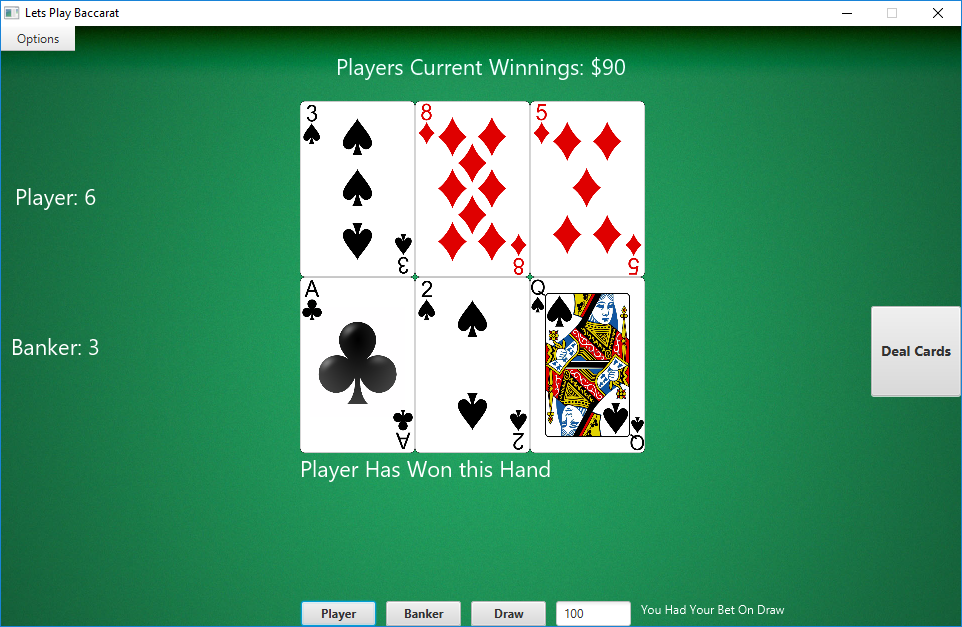 Lets Play Baccarat
Options
Players Current Winnings: $90
3 8 5
3 8 5
Player: 6
A 2 Q
A 2 Q
Banker: 3
Deal Cards
Player Has Won this Hand
Player Banker Draw 100 You Had Your Bet On Draw